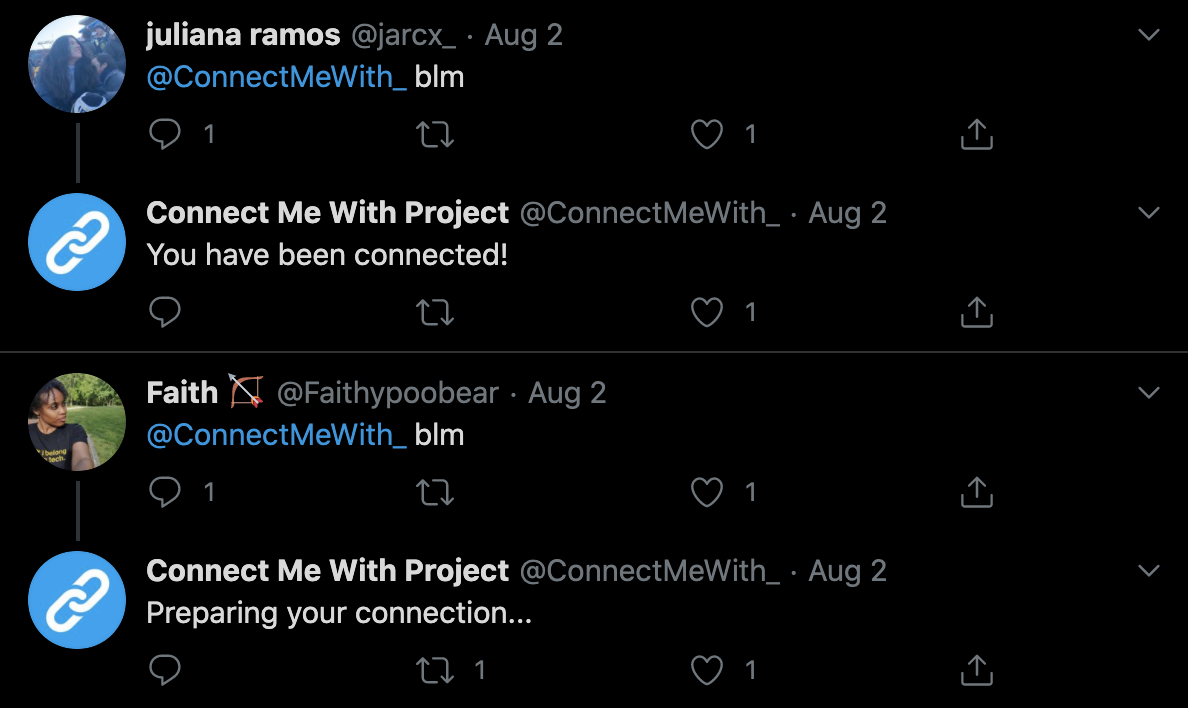 juliana ramos @jarcx_ · Aug 2
@ConnectMeWith_ blm
1 1
Connect Me With Project @ConnectMeWith_ · Aug 2
You have been connected!
1
Faith 🏹 @Faithypoobear · Aug 2
@ConnectMeWith_ blm
i belong
tech.
1 1
Connect Me With Project @ConnectMeWith_ · Aug 2
Preparing your connection...
1 1